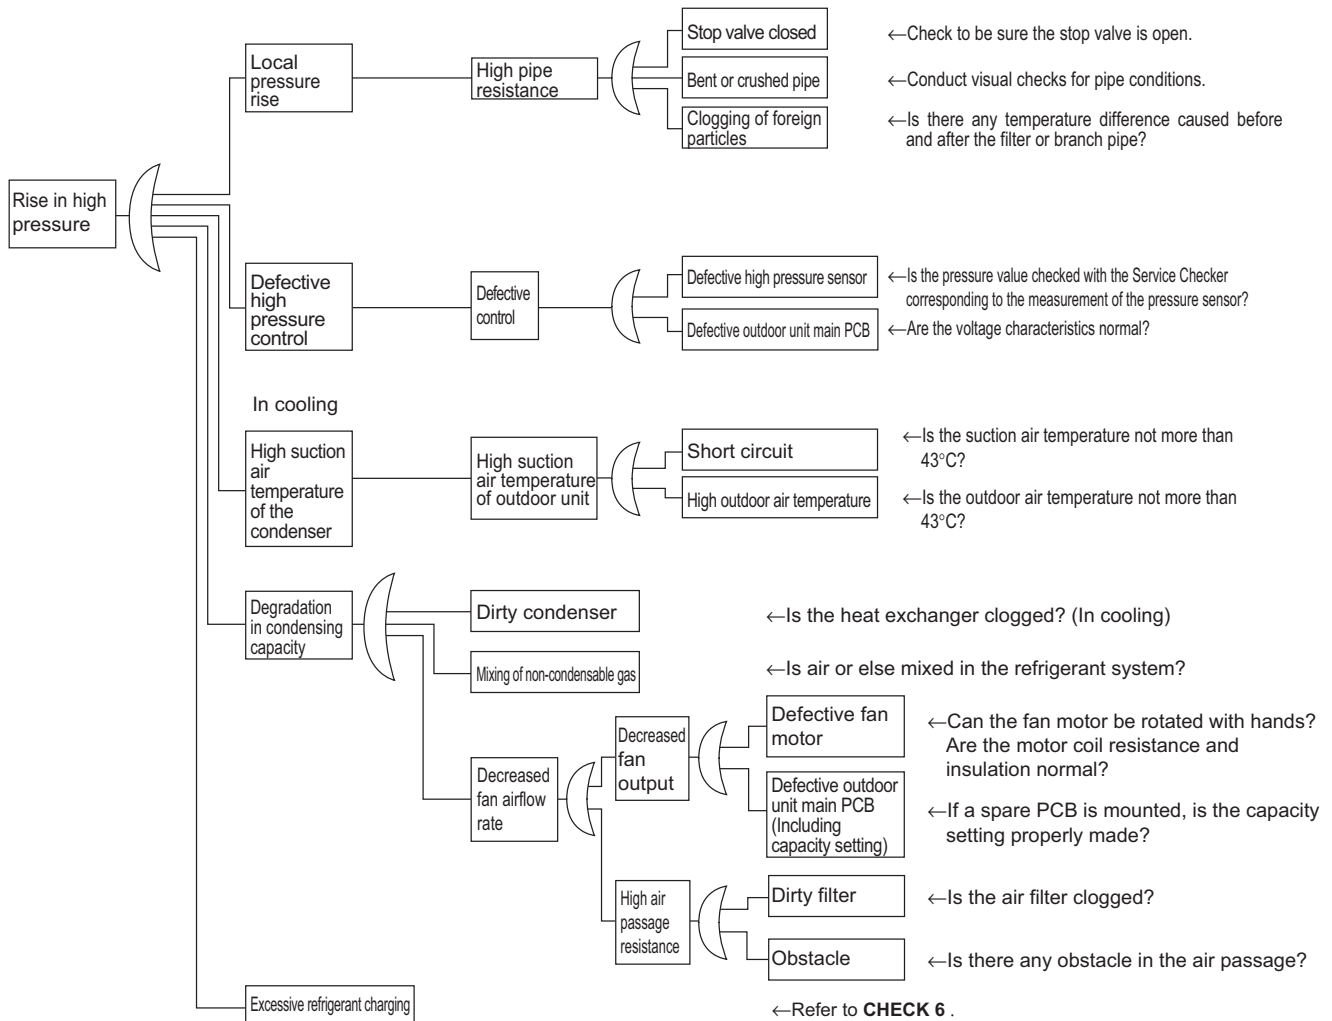 Rise in high
pressure
Local
pressure
rise
High pipe
resistance
Stop valve closed
←Check to be sure the stop valve is open.
Bent or crushed pipe
←Conduct visual checks for pipe conditions.
Clogging of foreign
particles
←Is there any temperature difference caused before
and after the filter or branch pipe?
Defective
high
pressure
control
Defective
control
Defective high pressure sensor
←Is the pressure value checked with the Service Checker
corresponding to the measurement of the pressure sensor?
Defective outdoor unit main PCB
←Are the voltage characteristics normal?
In cooling
High suction
air
temperature
of the
condenser
High suction
air temperature
of outdoor unit
Short circuit
←Is the suction air temperature not more than
43°C?
High outdoor air temperature
←Is the outdoor air temperature not more than
43°C?
Degradation
in condensing
capacity
Dirty condenser
←Is the heat exchanger clogged? (In cooling)
Mixing of non-condensable gas
←Is air or else mixed in the refrigerant system?
Decreased
fan airflow
rate
Decreased
fan
output
Defective fan
motor
←Can the fan motor be rotated with hands?
Are the motor coil resistance and
insulation normal?
Defective outdoor
unit main PCB
(Including
capacity setting)
←If a spare PCB is mounted, is the capacity
setting properly made?
High air
passage
resistance
Dirty filter
←Is the air filter clogged?
Obstacle
←Is there any obstacle in the air passage?
Excessive refrigerant charging
←Refer to CHECK 6 .